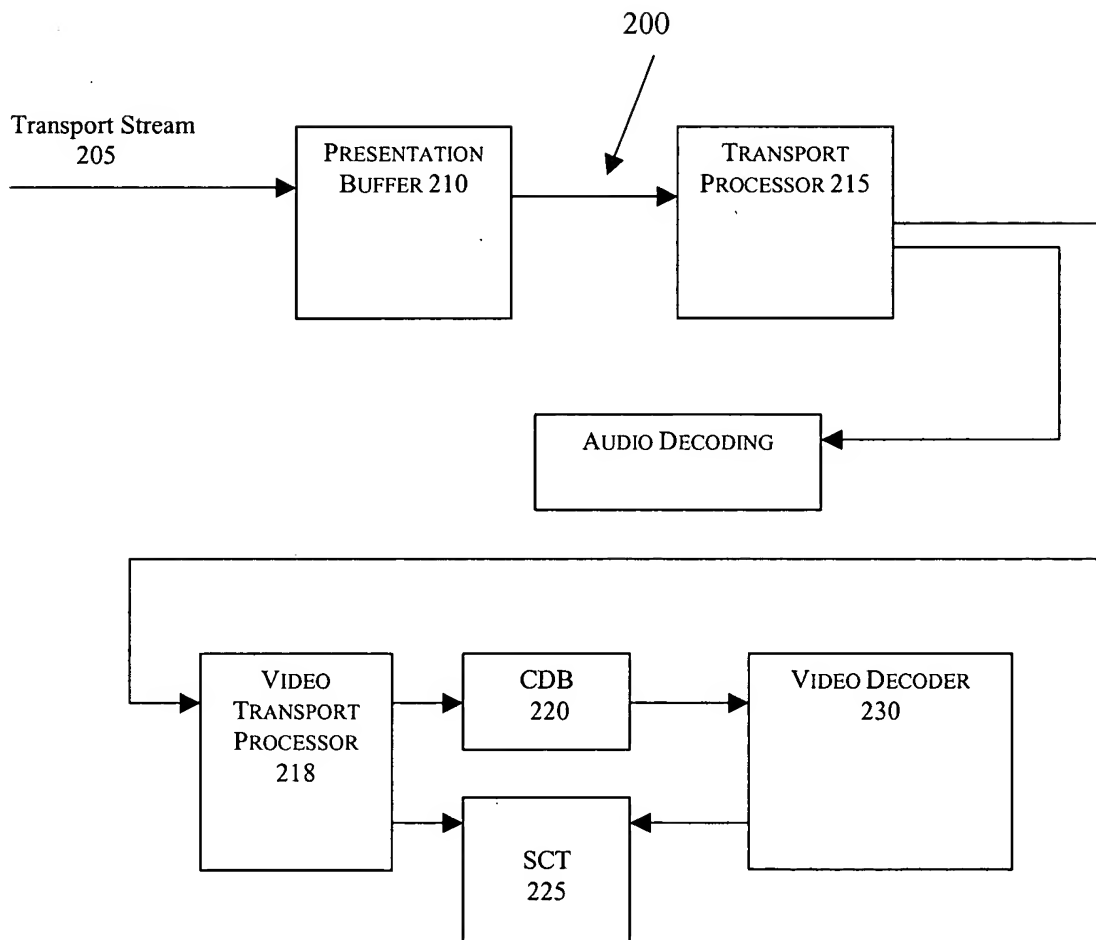 200
Transport Stream
205
PRESENTATION
BUFFER 210
TRANSPORT
PROCESSOR 215
AUDIO DECODING
VIDEO
TRANSPORT
PROCESSOR
218
CDB
220
VIDEO DECODER
230
SCT
225